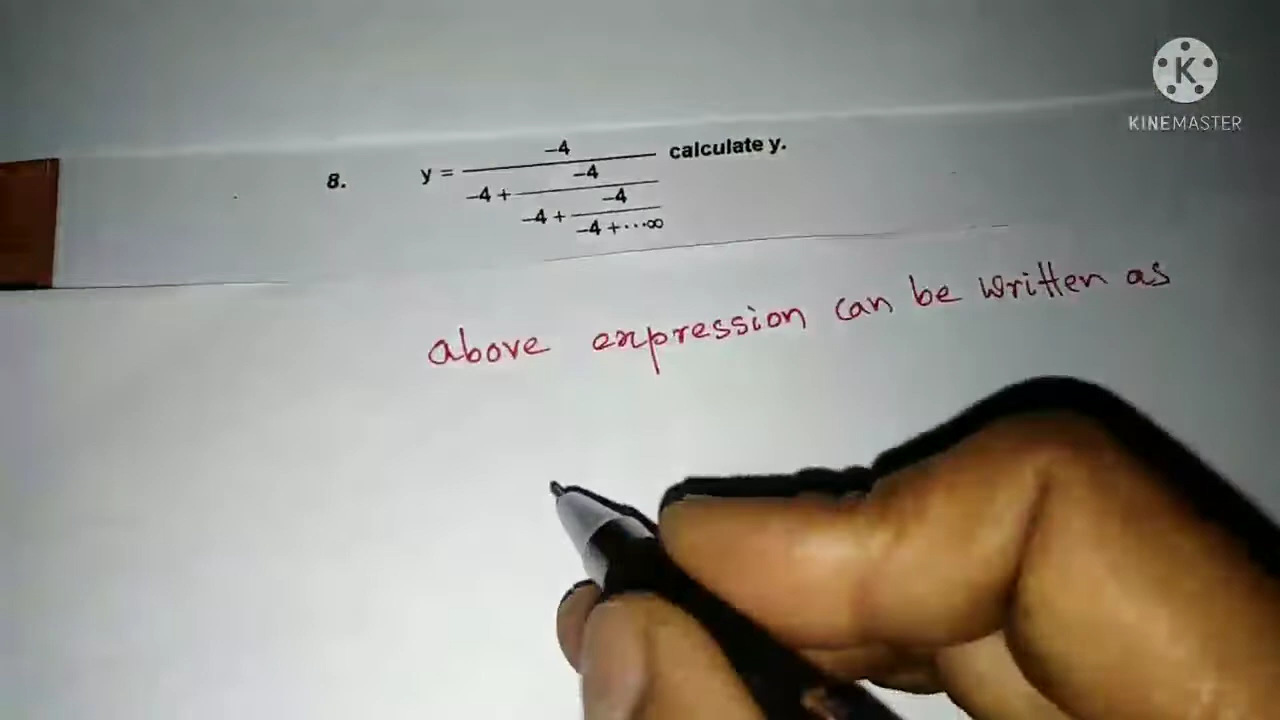 K
KINEMASTER
8. y = −4 calculate y.
−4 + −4
−4 + −4
−4 + ···∞
above expression can be written as